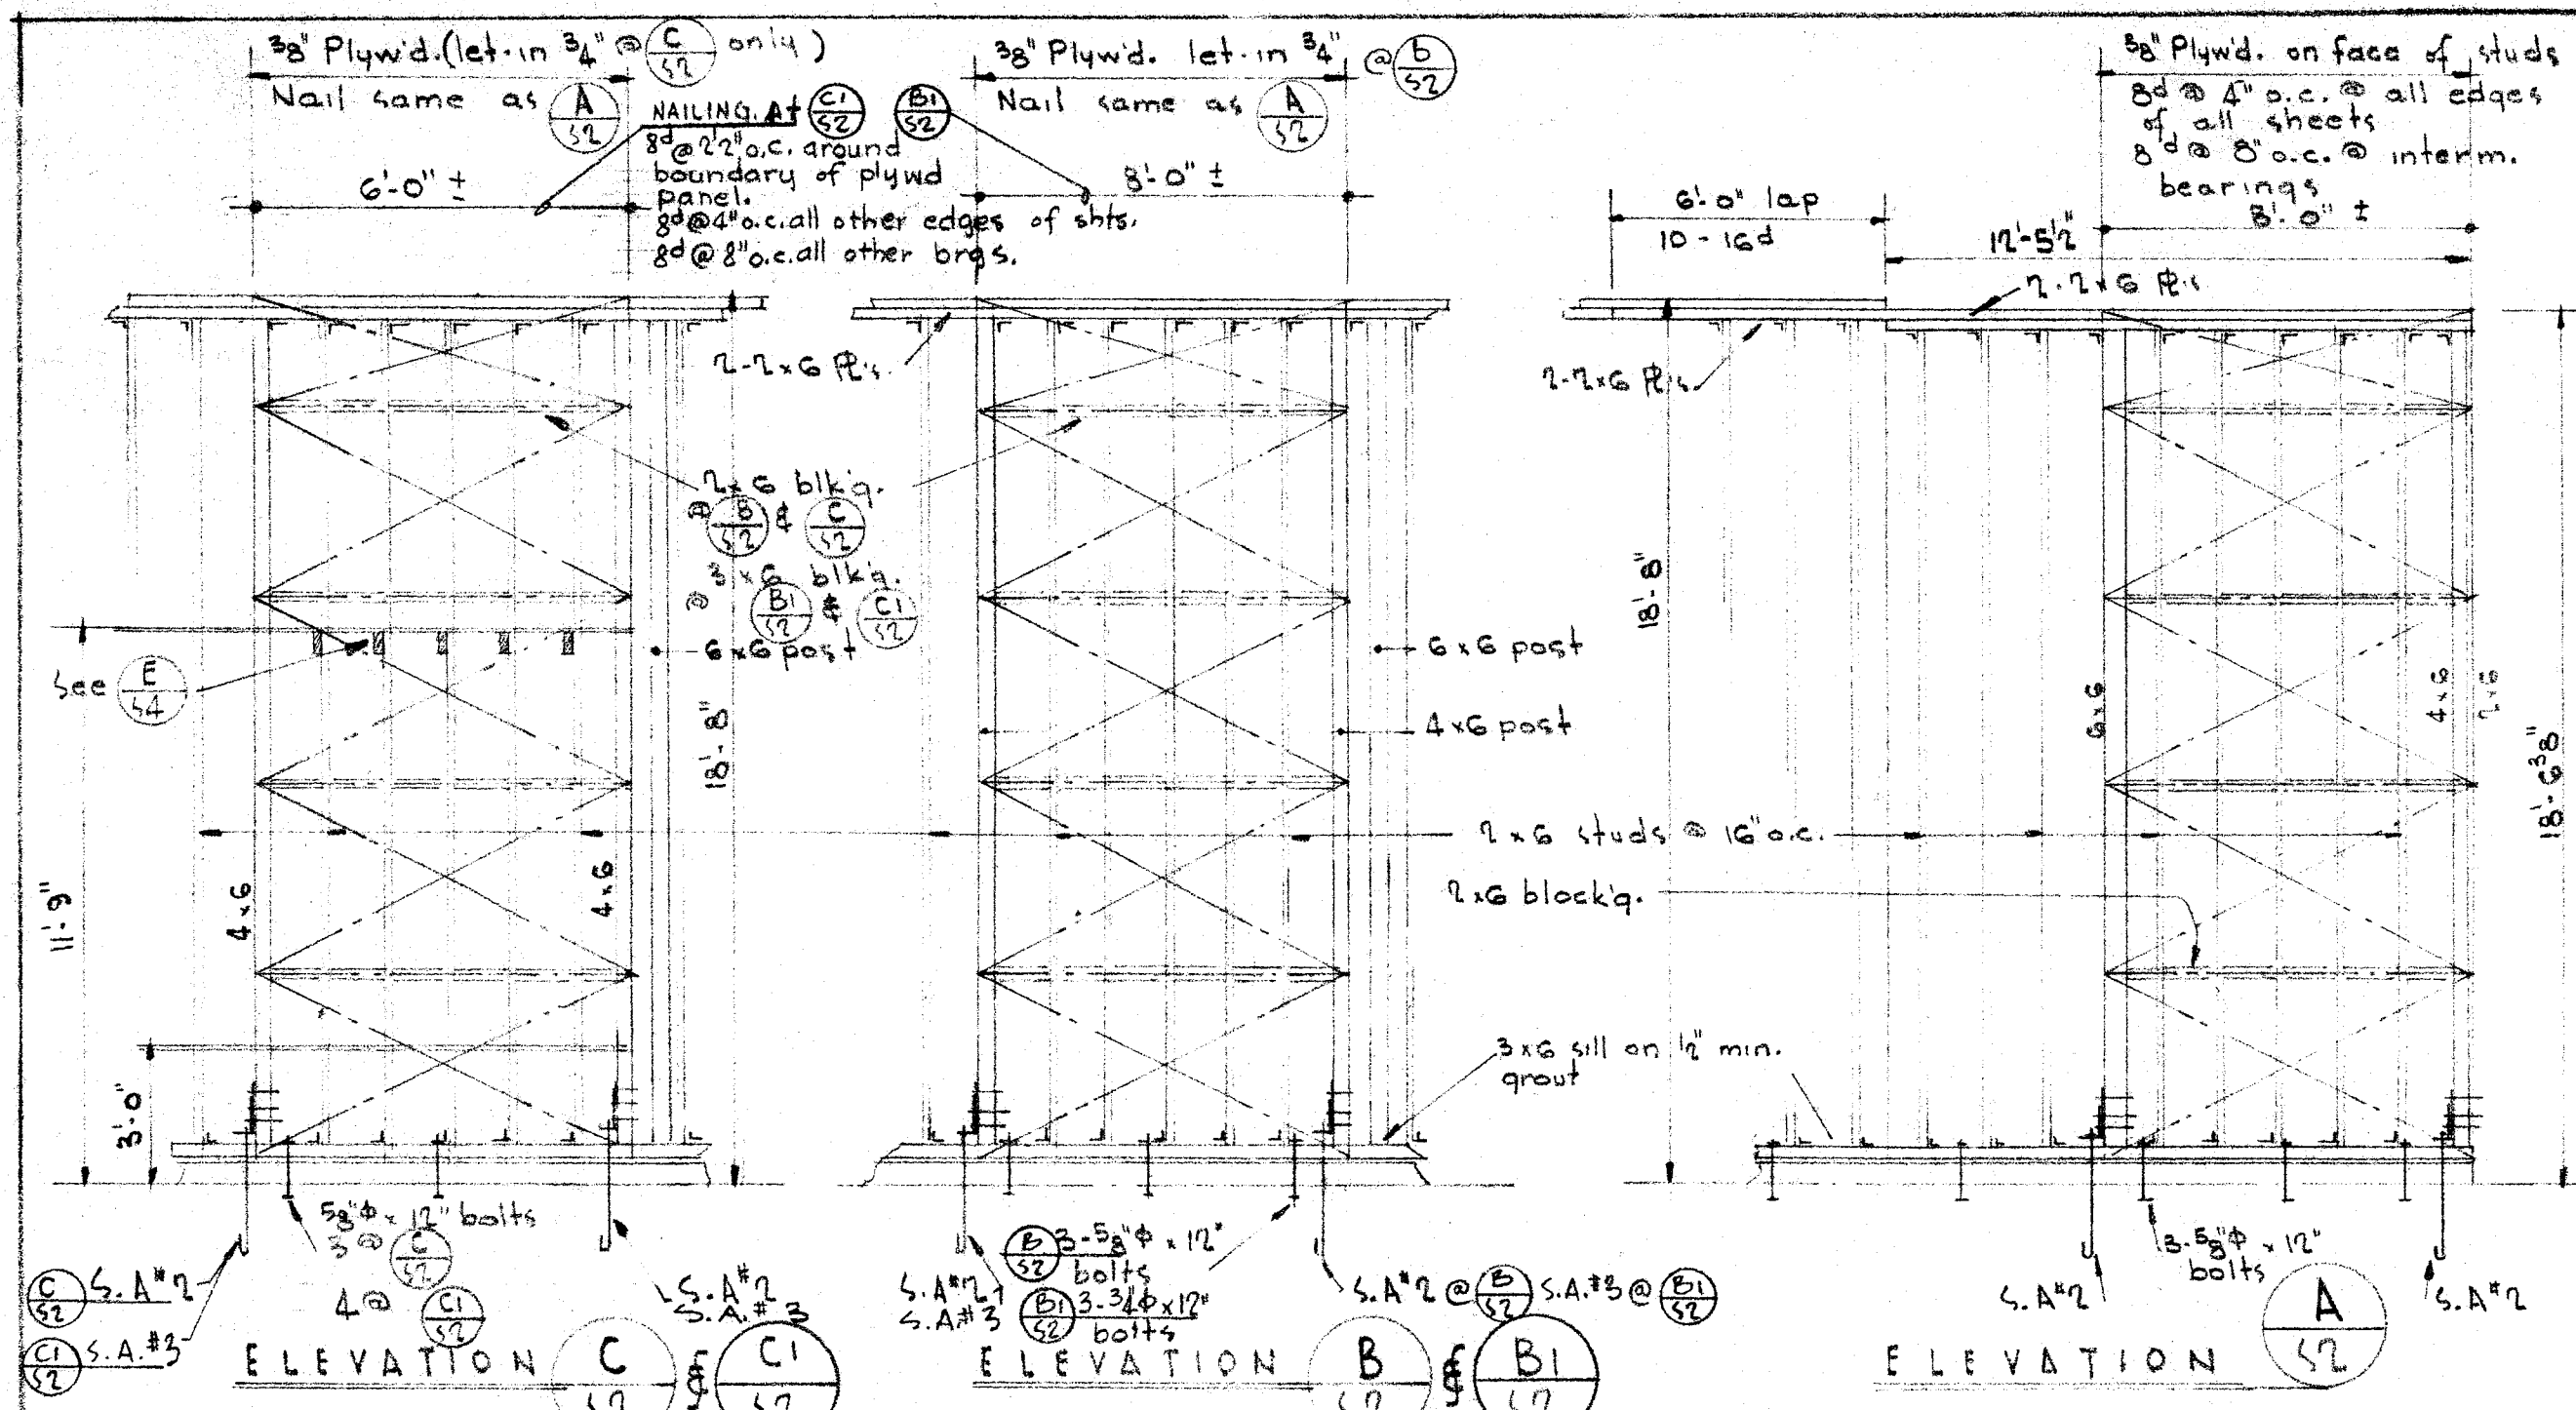 3/8" Plyw'd. (let-in 3/4" @ C/S2 only)
Nail same as A/S2
6'-0" ±
NAILING At C1/S2 B1/S2
8d @ 2 1/2" o.c. around
boundary of plywd
panel.
8d @ 4" o.c. all other edges of shts.
8d @ 8" o.c. all other brgs.
3/8" Plyw'd. let-in 3/4" @ b/S2
Nail same as A/S2
8'-0" ±
3/8" Plyw'd. on face of studs
8d @ 4" o.c. @ all edges
of all sheets
8d @ 8" o.c. @ interm.
bearings
8'-0" ±
6'-0" lap
10-16d
12'-5 1/2"
2-2x6 PL's
2-2x6 PL's.
2-2x6 PL's.
2x6 blk'g.
@ B/S2 & C/S2
3x6 blk'g.
@ B1/S2 & C1/S2
6x6 post
See E/S4
18'-8"
11'-9"
3'-0"
4x6
4x6
6x6 post
4x6 post
2x6 studs @ 16" o.c.
2x6 block'g.
3x6 sill on 1/2" min.
grout
18'-8"
6x6
4x6
2x6
18'-6 3/8"
5/8"φ x 12" bolts
3 @ C/S2
4 @ C1/S2
C/S2 S.A#2
C1/S2 S.A.#3
S.A#2
S.A.#3
S.A#2
S.A#3
B/S2 3-5/8"φ x 12"
bolts
B1/S2 3-3/4φ x 12"
bolts
S.A#2 @ B/S2 S.A.#3 @ B1/S2
S.A#2
3-5/8"φ x 12"
bolts
S.A#2
ELEVATION C/S2 & C1/S2
ELEVATION B/S2 & B1/S2
ELEVATION A/S2